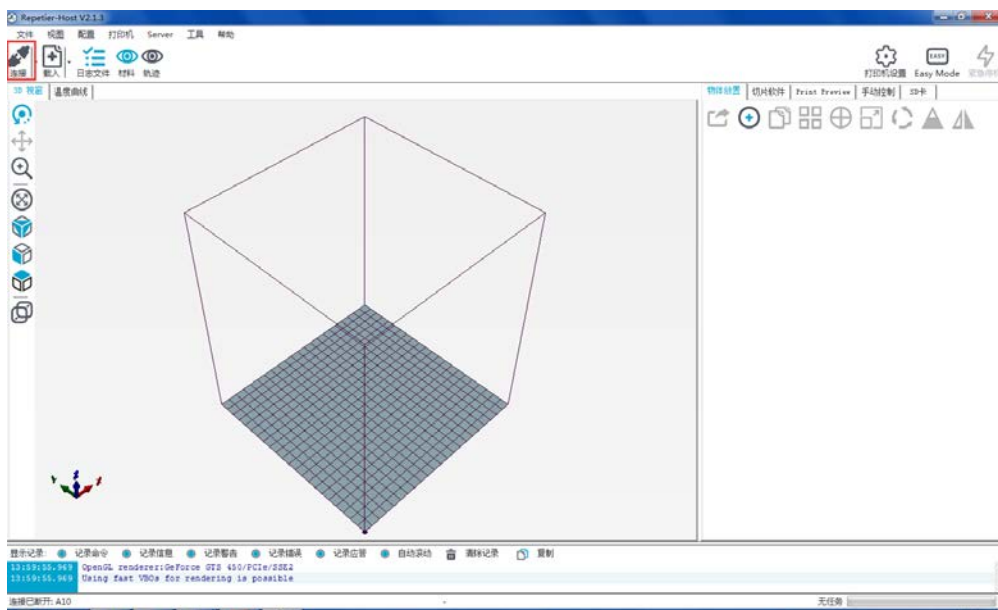 Repetier-Host V2.1.3
文件 视图 配置 打印机 Server 工具 帮助
连接 载入 日志文件 材料 轨迹 打印机设置 Easy Mode 紧急停机
EASY
3D 视窗 温度曲线 物体放置 切片软件 Print Preview 手动控制 SD卡
Y Z X
显示记录: 记录命令 记录信息 记录警告 记录错误 记录应答 自动滚动 清除记录 复制
13:59:55.969 OpenGL renderer:GeForce GTS 450/PCIe/SSE2
13:59:55.969 Using fast VBOs for rendering is possible
连接已断开: A10 - 无任务